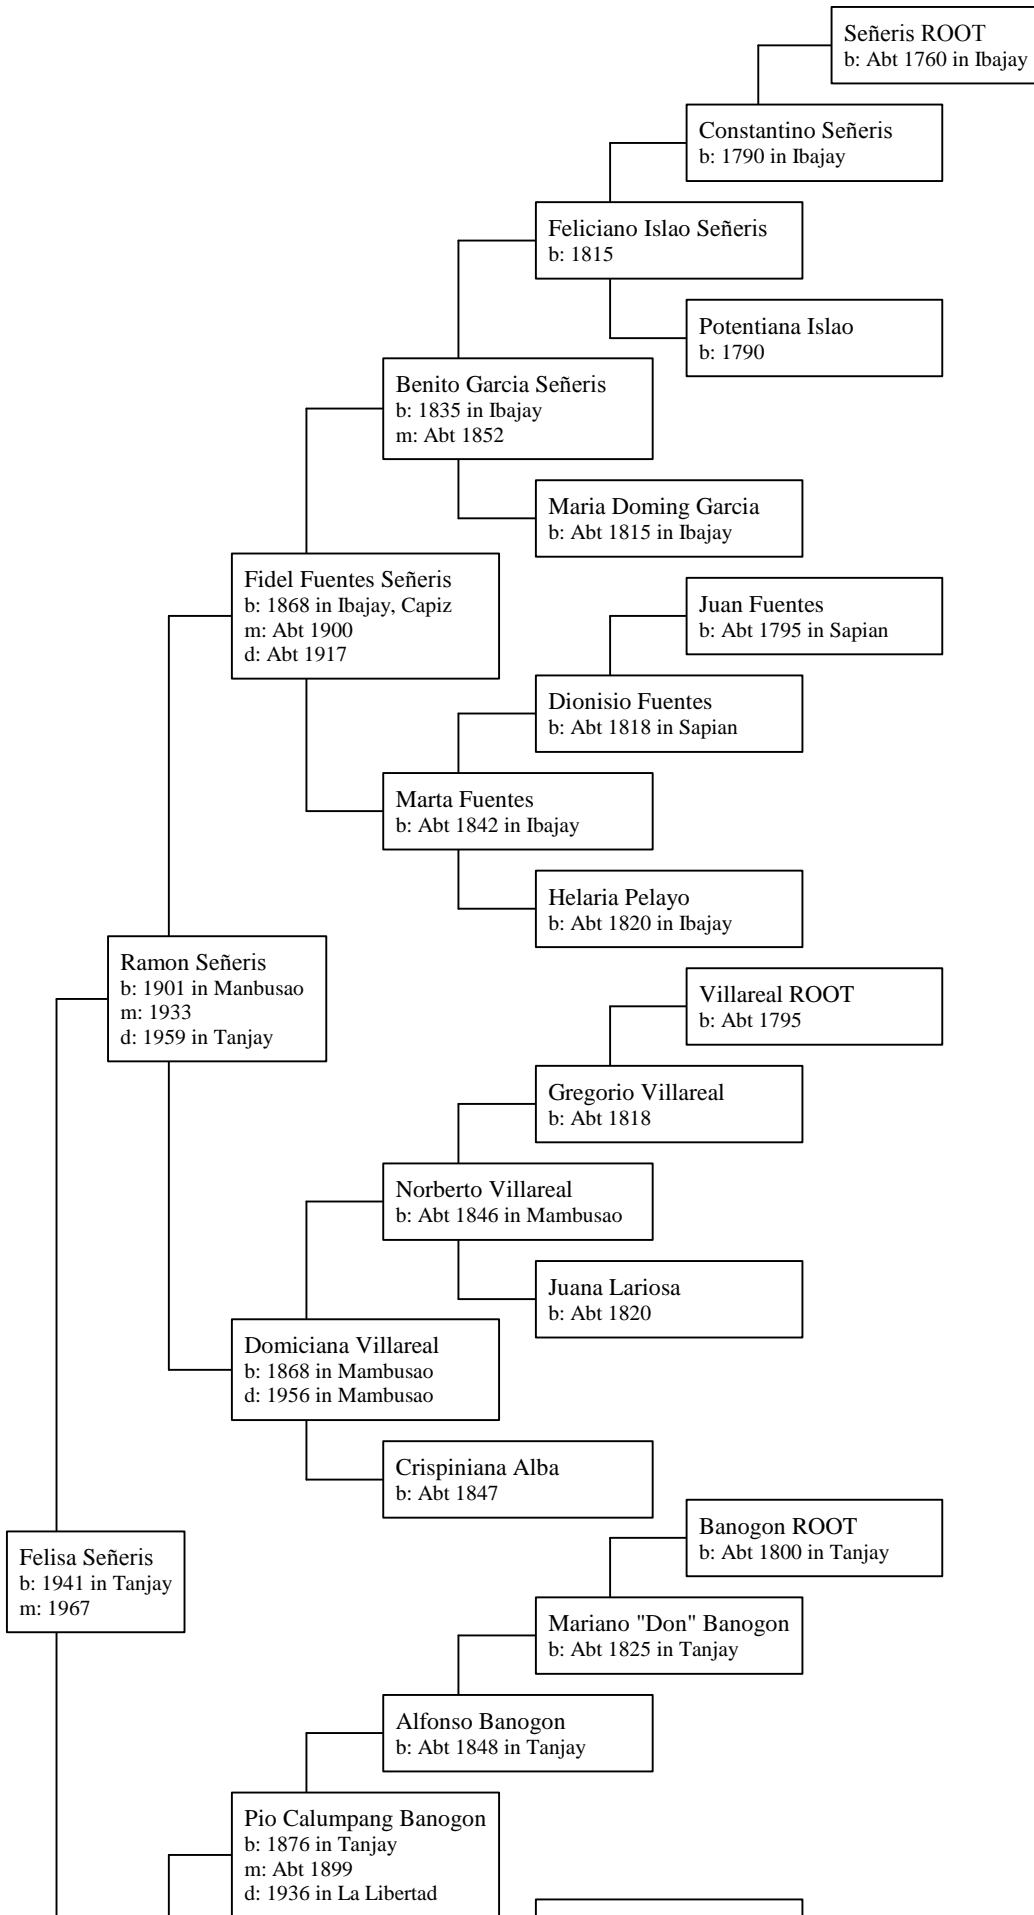 Señeris ROOT
b: Abt 1760 in Ibajay
Constantino Señeris
b: 1790 in Ibajay
Feliciano Islao Señeris
b: 1815
Potentiana Islao
b: 1790
Benito Garcia Señeris
b: 1835 in Ibajay
m: Abt 1852
Maria Doming Garcia
b: Abt 1815 in Ibajay
Fidel Fuentes Señeris
b: 1868 in Ibajay, Capiz
m: Abt 1900
d: Abt 1917
Juan Fuentes
b: Abt 1795 in Sapian
Dionisio Fuentes
b: Abt 1818 in Sapian
Marta Fuentes
b: Abt 1842 in Ibajay
Helaria Pelayo
b: Abt 1820 in Ibajay
Ramon Señeris
b: 1901 in Manbusao
m: 1933
d: 1959 in Tanjay
Villareal ROOT
b: Abt 1795
Gregorio Villareal
b: Abt 1818
Norberto Villareal
b: Abt 1846 in Mambusao
Juana Lariosa
b: Abt 1820
Domiciana Villareal
b: 1868 in Mambusao
d: 1956 in Mambusao
Crispiniana Alba
b: Abt 1847
Banogon ROOT
b: Abt 1800 in Tanjay
Felisa Señeris
b: 1941 in Tanjay
m: 1967
Mariano "Don" Banogon
b: Abt 1825 in Tanjay
Alfonso Banogon
b: Abt 1848 in Tanjay
Pio Calumpang Banogon
b: 1876 in Tanjay
m: Abt 1899
d: 1936 in La Libertad